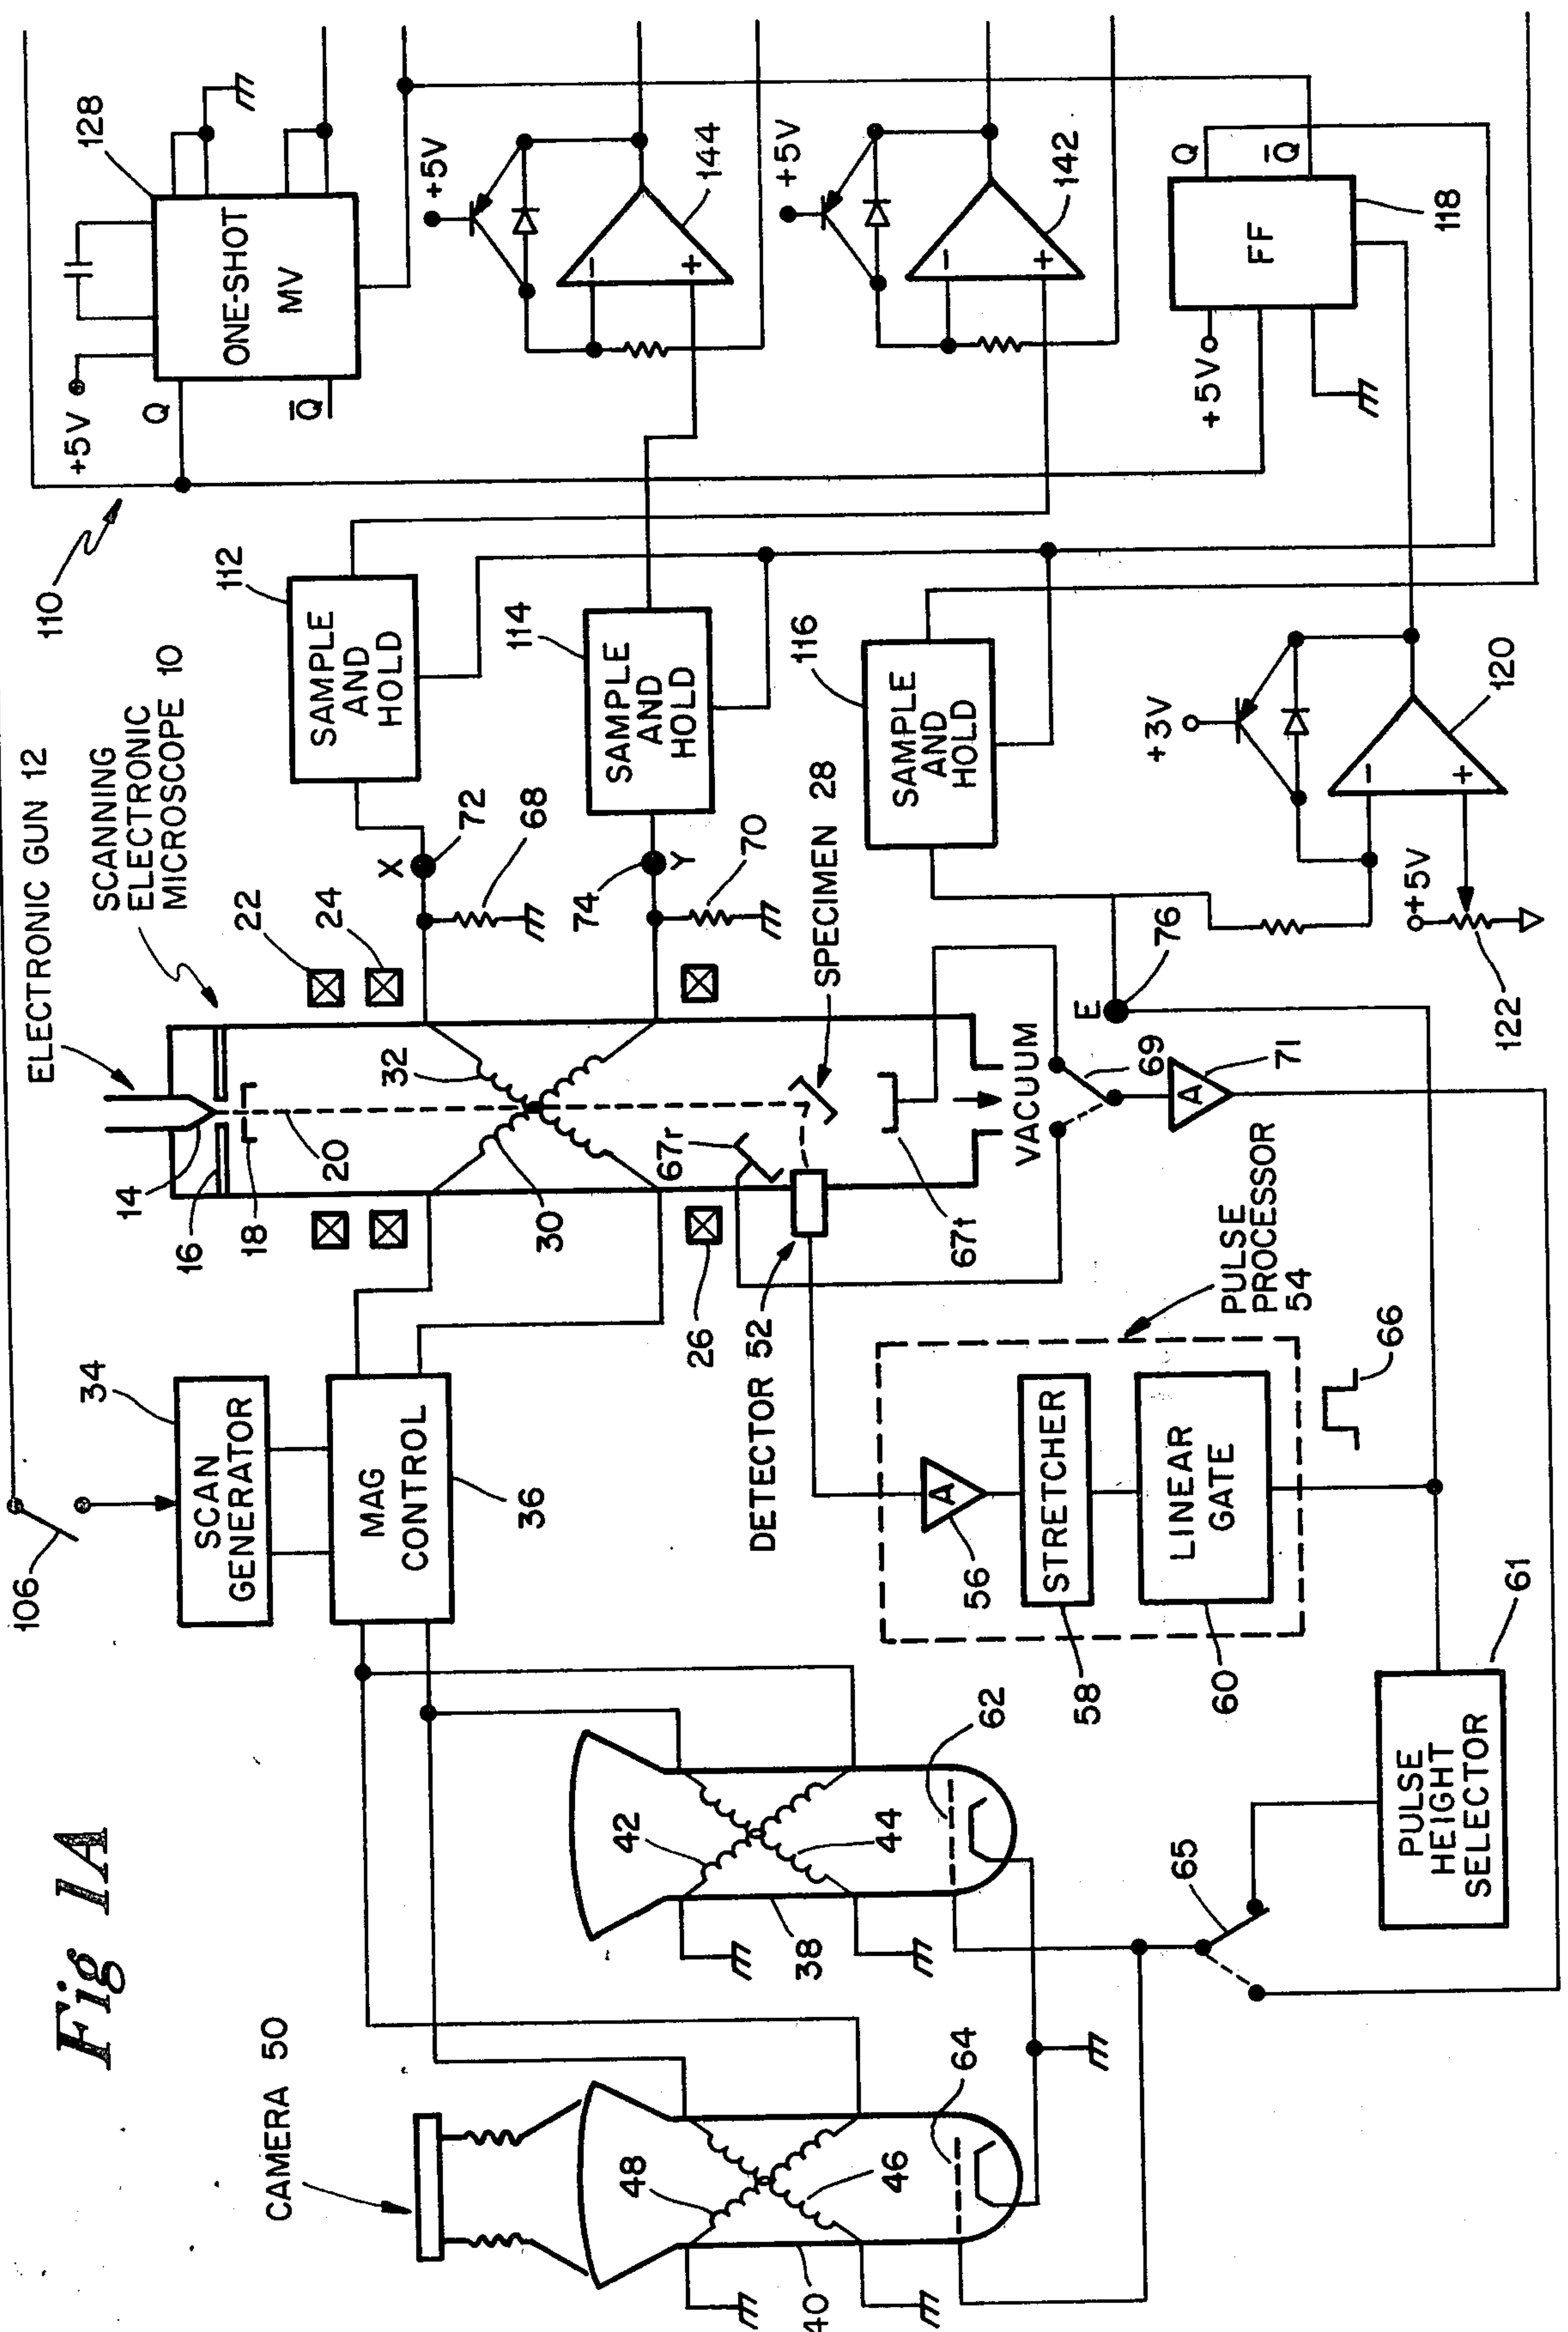 Fig 1A
CAMERA 50
48
46
64
40
42
44
62
38
65
PULSE
HEIGHT
SELECTOR
61
106
SCAN
GENERATOR
34
MAG
CONTROL
36
DETECTOR 52
A
56
STRETCHER
58
LINEAR
GATE
60
66
PULSE
PROCESSOR
54
ELECTRONIC GUN 12
SCANNING
ELECTRONIC
MICROSCOPE 10
14
16
18
20
22
24
26
30
32
67r
67t
SPECIMEN 28
VACUUM
69
A
71
X
72
68
74
Y
70
E
76
110
SAMPLE
AND
HOLD
112
SAMPLE
AND
HOLD
114
SAMPLE
AND
HOLD
116
+3V
−
+
120
+5V
122
128
ONE-SHOT
MV
+5V
Q
Q̅
+5V
−
+
144
+5V
−
+
142
FF
Q
Q̅
+5V
118